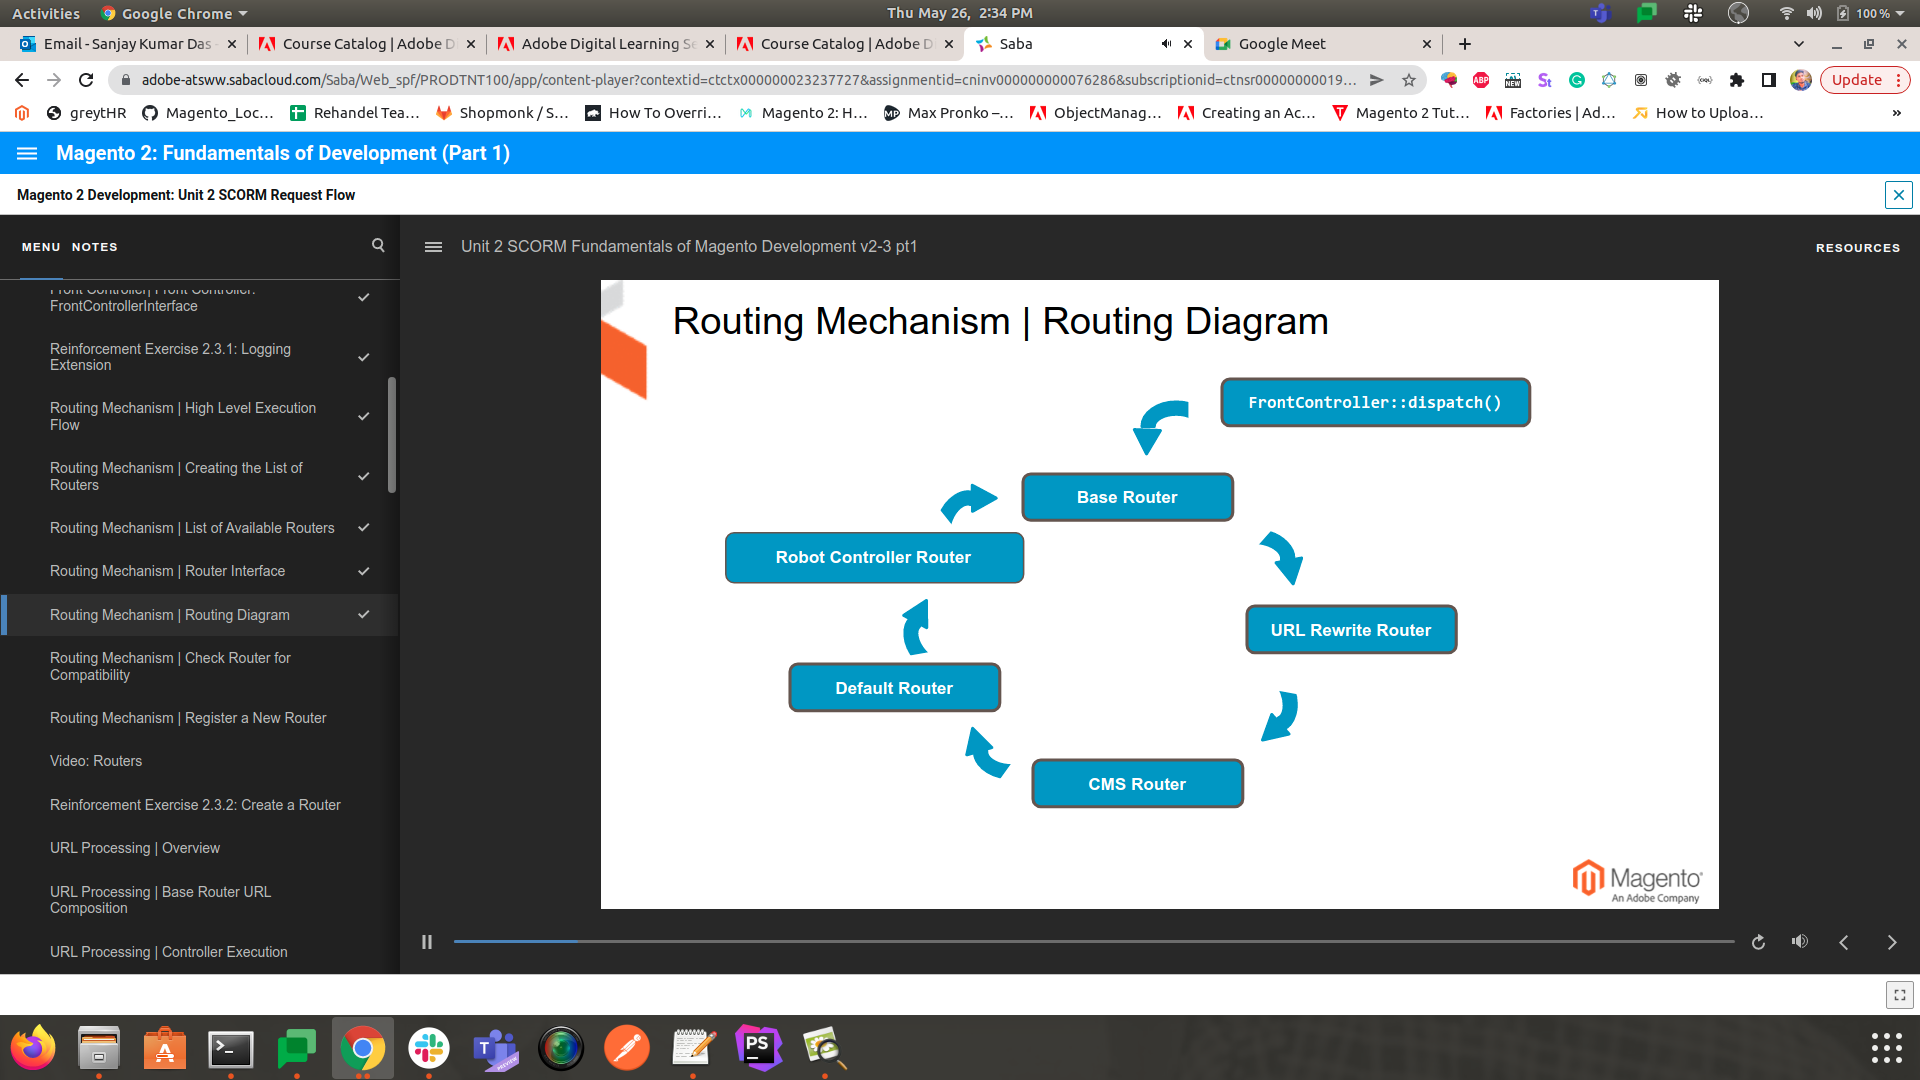 Activities
Google Chrome
Thu May 26, 2:34 PM
100 %
Email - Sanjay Kumar Das -
Course Catalog | Adobe D
Adobe Digital Learning Se
Course Catalog | Adobe D
Saba
Google Meet
adobe-atsww.sabacloud.com/Saba/Web_spf/PRODTNT100/app/content-player?contextid=ctctx000000023237727&assignmentid=cninv000000000076286&subscriptionid=ctnsr00000000019...
Update
greytHR
Magento_Loc...
Rehandel Tea...
Shopmonk / S...
How To Overri...
Magento 2: H...
Max Pronko –...
ObjectManag...
Creating an Ac...
Magento 2 Tut...
Factories | Ad...
How to Uploa...
»
Magento 2: Fundamentals of Development (Part 1)
Magento 2 Development: Unit 2 SCORM Request Flow
MENU
NOTES
Unit 2 SCORM Fundamentals of Magento Development v2-3 pt1
RESOURCES
Front Controller| Front Controller:
FrontControllerInterface
Reinforcement Exercise 2.3.1: Logging
Extension
Routing Mechanism | High Level Execution
Flow
Routing Mechanism | Creating the List of
Routers
Routing Mechanism | List of Available Routers
Routing Mechanism | Router Interface
Routing Mechanism | Routing Diagram
Routing Mechanism | Check Router for
Compatibility
Routing Mechanism | Register a New Router
Video: Routers
Reinforcement Exercise 2.3.2: Create a Router
URL Processing | Overview
URL Processing | Base Router URL
Composition
URL Processing | Controller Execution
Routing Mechanism | Routing Diagram
FrontController::dispatch()
Base Router
Robot Controller Router
URL Rewrite Router
Default Router
CMS Router
Magento
An Adobe Company